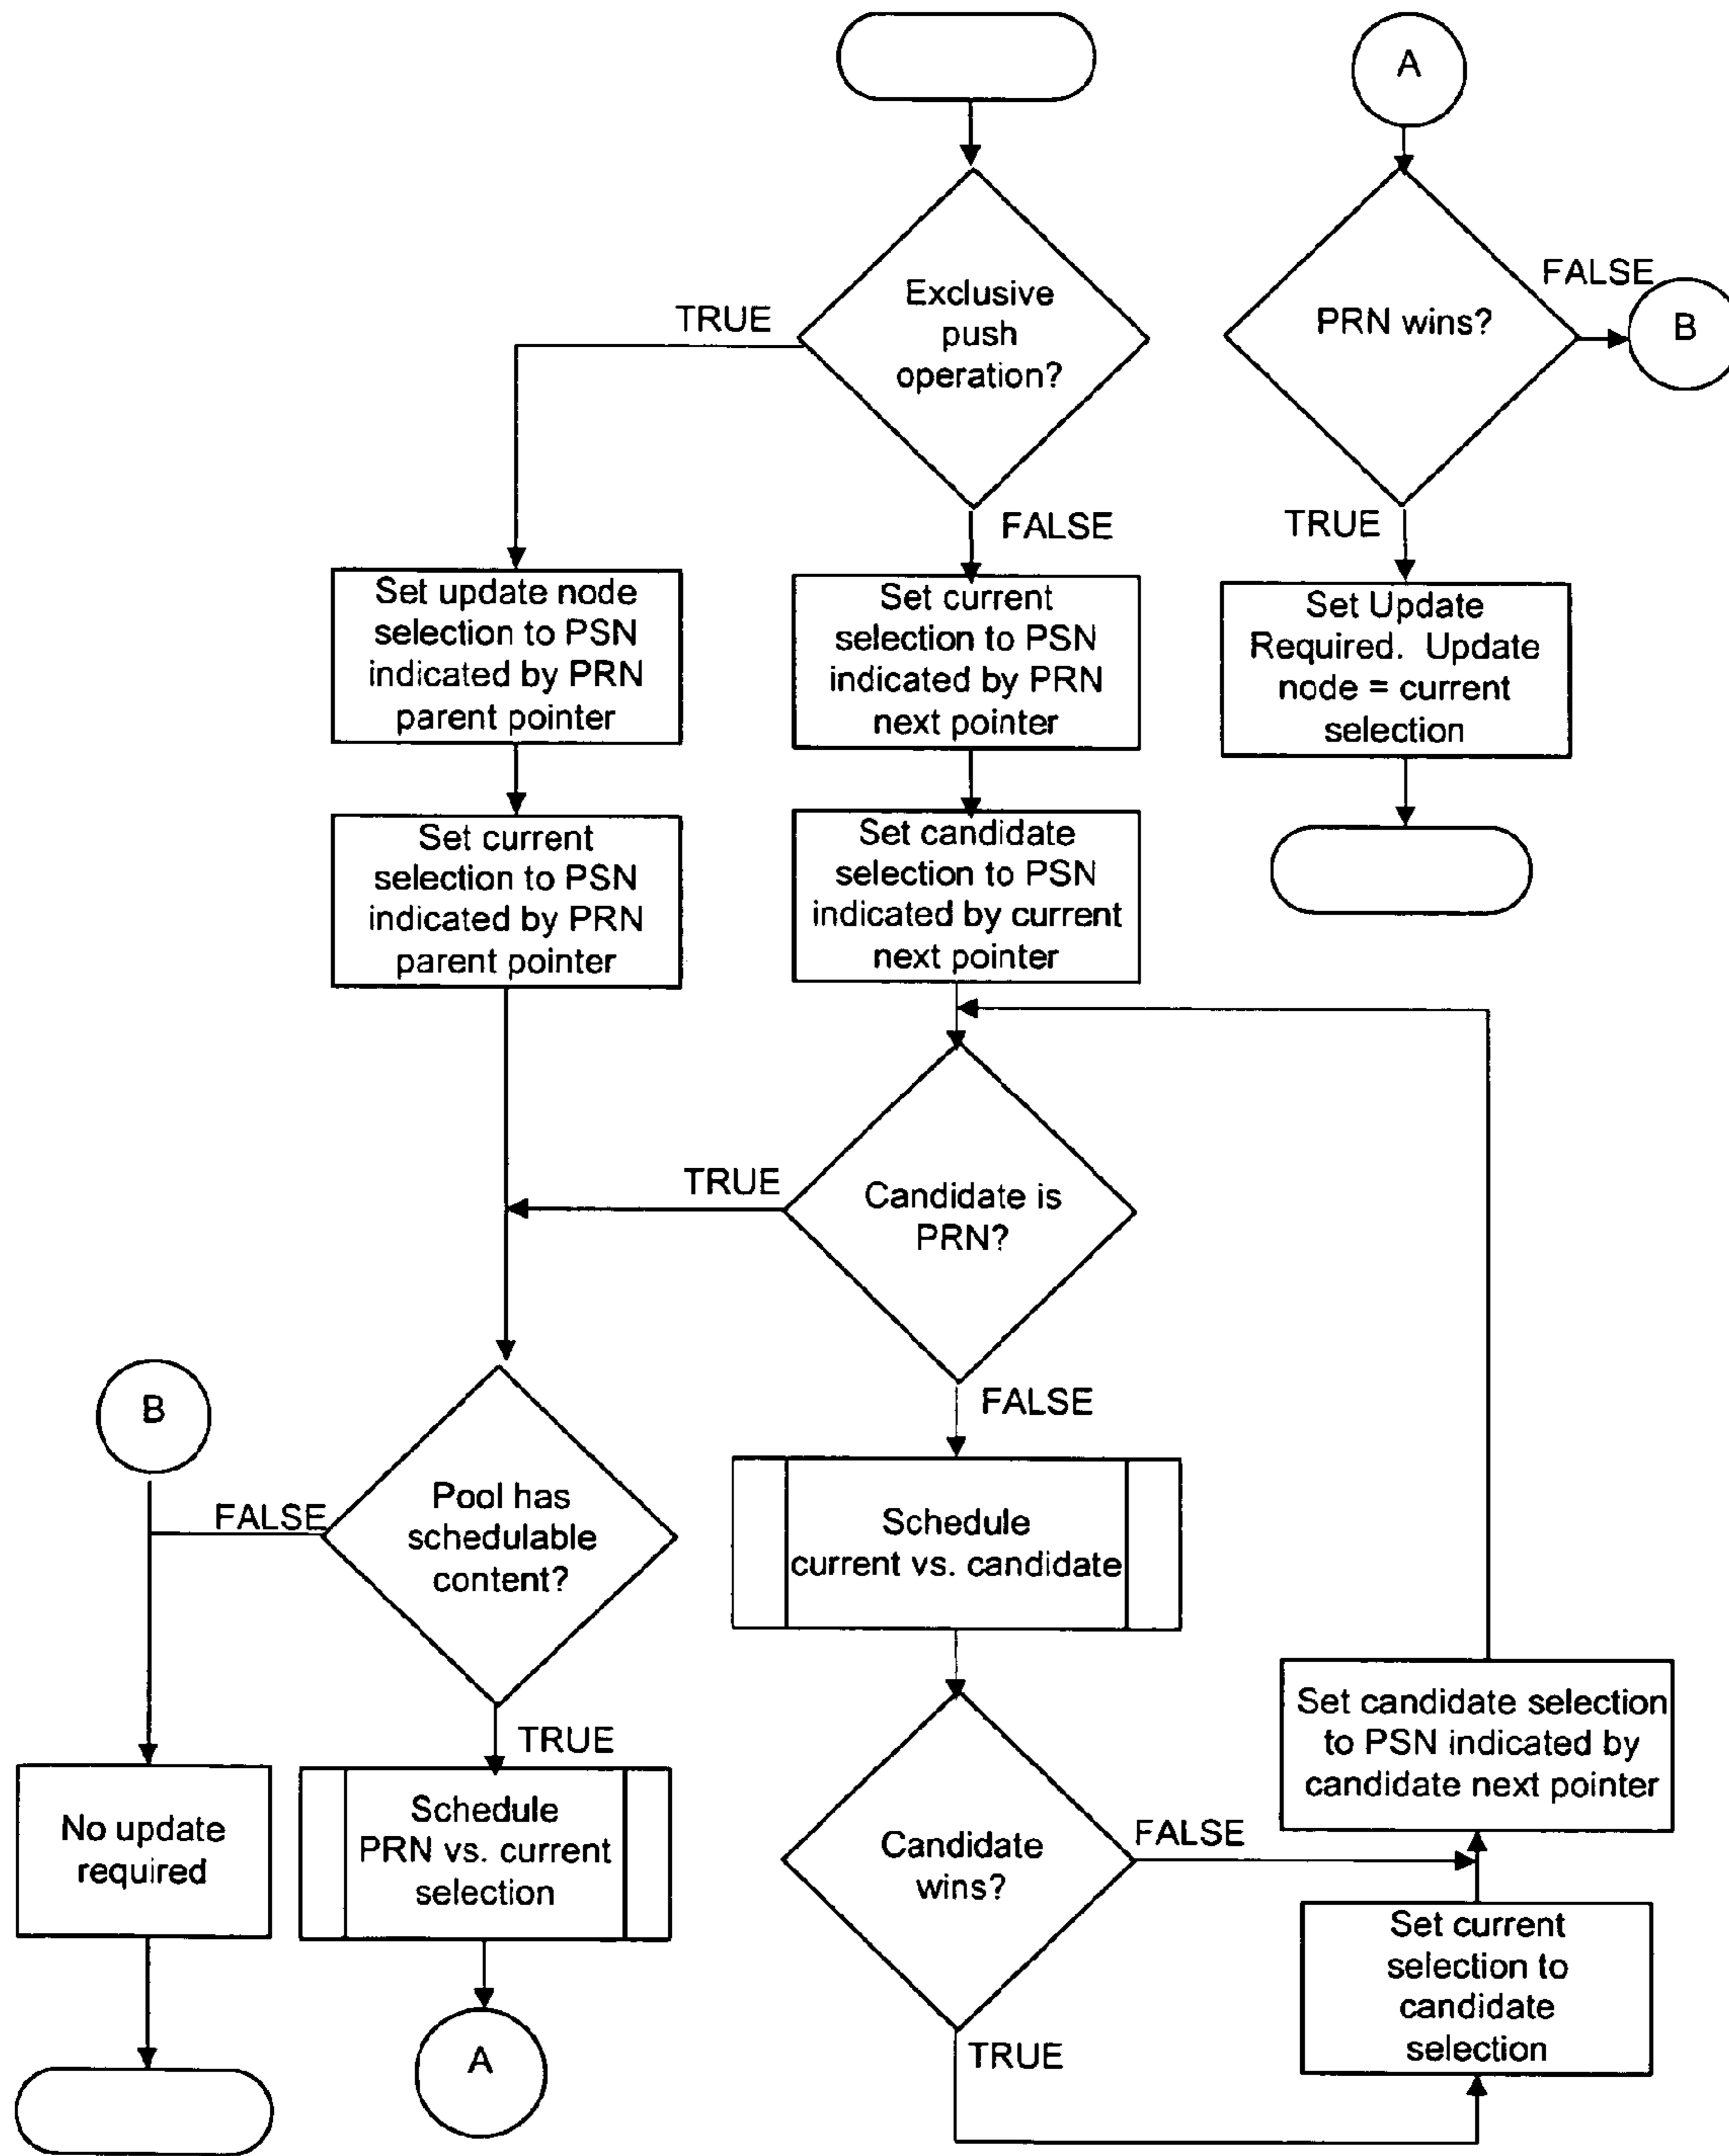 A
Exclusive
push
operation?
TRUE
FALSE
PRN wins?
FALSE
B
TRUE
Set update node
selection to PSN
indicated by PRN
parent pointer
Set current
selection to PSN
indicated by PRN
next pointer
Set Update
Required. Update
node = current
selection
Set current
selection to PSN
indicated by PRN
parent pointer
Set candidate
selection to PSN
indicated by current
next pointer
TRUE
Candidate is
PRN?
FALSE
B
FALSE
Pool has
schedulable
content?
TRUE
Schedule
current vs. candidate
No update
required
Schedule
PRN vs. current
selection
A
Candidate
wins?
FALSE
TRUE
Set candidate selection
to PSN indicated by
candidate next pointer
Set current
selection to
candidate
selection